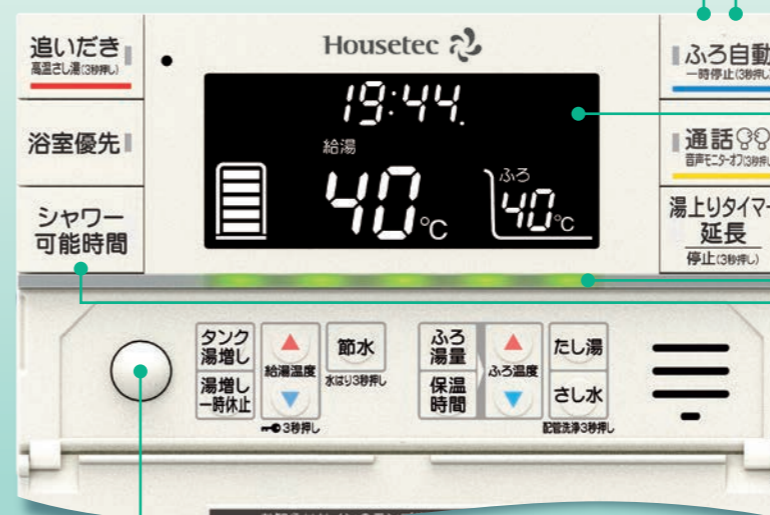 Housetec
追いだき
高温さし湯(3秒押し)
浴室優先
シャワー
可能時間
19:44.
給湯
40℃
ふろ
40℃
ふろ自動
一時停止(3秒押し)
通話
音声モニターオフ(3秒押し)
湯上りタイマー
延長
停止(3秒押し)
タンク
湯増し
湯増し
一時休止
給湯温度
3秒押し
節水
水はり3秒押し
ふろ
湯量
保温
時間
ふろ温度
たし湯
さし水
配管洗浄3秒押し